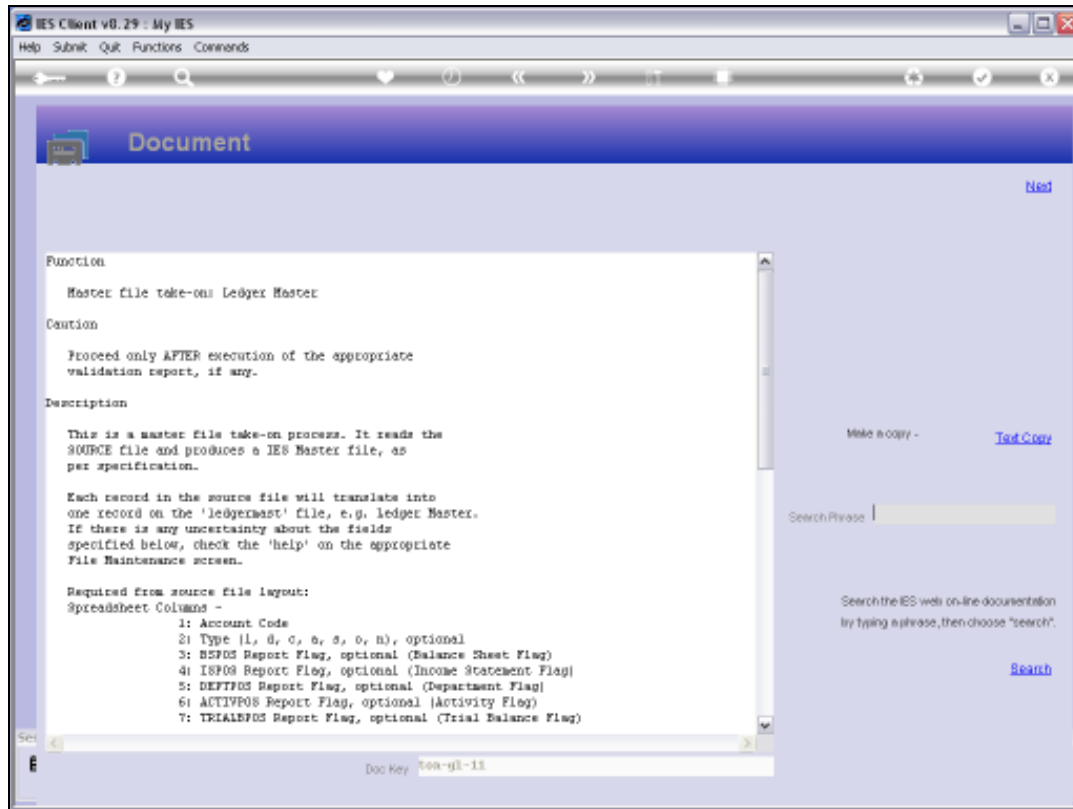 IES Client v8.29 : My IES
Help Submit Quit Functions Commands
Document
Next
Function
Master file take-on: Ledger Master
Caution
Proceed only AFTER execution of the appropriate
validation report, if any.
Description
This is a master file take-on process. It reads the
SOURCE file and produces a IES Master file, as
per specification.
Each record in the source file will translate into
one record on the 'ledgermast' file, e.g. ledger Master.
If there is any uncertainty about the fields
specified below, check the 'help' on the appropriate
File Maintenance screen.
Required from source file layout:
Spreadsheet Columns -
1: Account Code
2: Type (l, d, c, a, s, o, n), optional
3: BSPOS Report Flag, optional (Balance Sheet Flag)
4: ISPOS Report Flag, optional (Income Statement Flag)
5: DEPTPOS Report Flag, optional (Department Flag)
6: ACTIVPOS Report Flag, optional (Activity Flag)
7: TRIALBPOS Report Flag, optional (Trial Balance Flag)
Make a copy -
Text Copy
Search Phrase
Search the IES web on-line documentation
by typing a phrase, then choose "search".
Search
Doc Key ton-gl-11